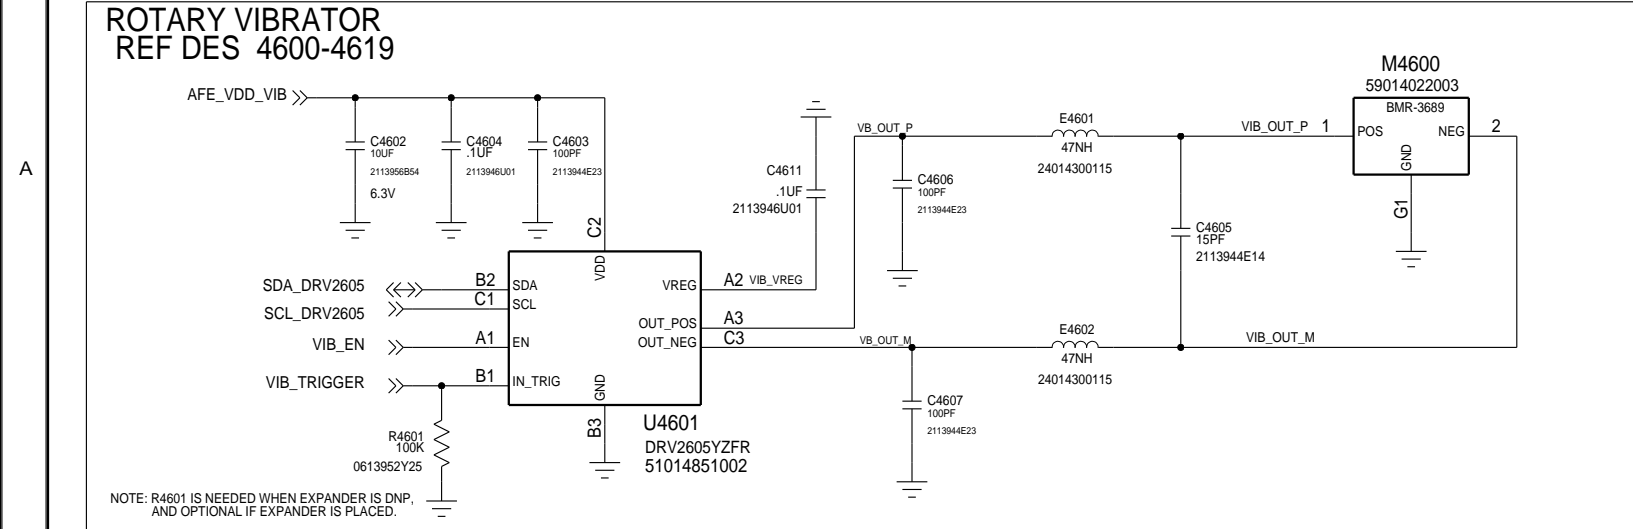 ROTARY VIBRATOR
REF DES 4600-4619
A
AFE_VDD_VIB
C4602
10UF
2113956B54
6.3V
C4604
.1UF
2113946U01
C4603
100PF
2113944E23
C2
VDD
SDA_DRV2605
B2
SDA
SCL_DRV2605
C1
SCL
VIB_EN
A1
EN
VIB_TRIGGER
B1
IN_TRIG
GND
B3
VREG
A2
VIB_VREG
OUT_POS
A3
OUT_NEG
C3
U4601
DRV2605YZFR
51014851002
R4601
100K
0613952Y25
NOTE: R4601 IS NEEDED WHEN EXPANDER IS DNP,
AND OPTIONAL IF EXPANDER IS PLACED.
C4611
.1UF
2113946U01
VB_OUT_P
C4606
100PF
2113944E23
E4601
47NH
24014300115
VB_OUT_M
C4607
100PF
2113944E23
E4602
47NH
24014300115
C4605
15PF
2113944E14
VIB_OUT_P
1
VIB_OUT_M
M4600
59014022003
BMR-3689
POS
NEG
GND
2
G1